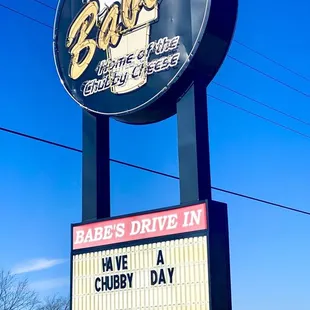 Babe's
Home of the
Chubby Cheese
BABE'S DRIVE IN
HAVE A
CHUBBY DAY